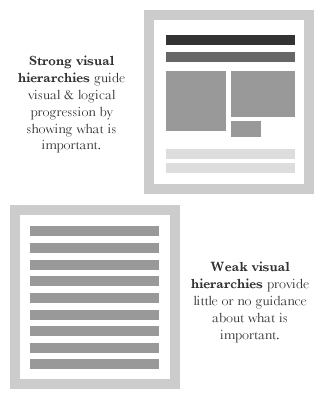 Strong visual
hierarchies guide
visual & logical
progression by
showing what is
important.
Weak visual
hierarchies provide
little or no guidance
about what is
important.